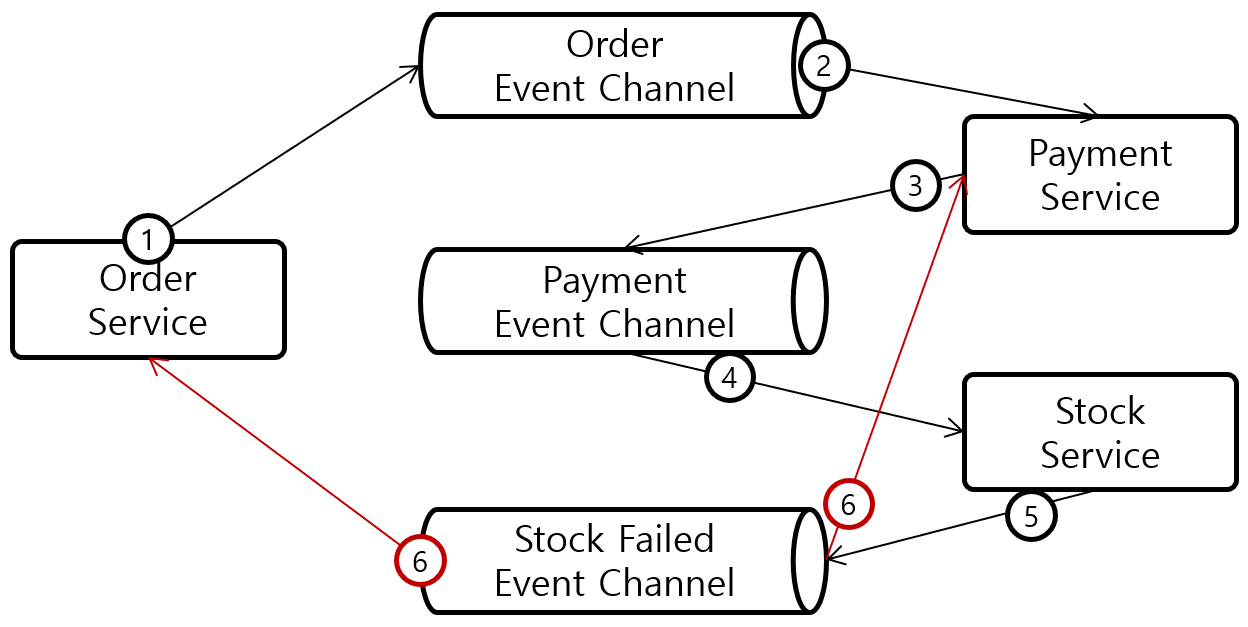 Order
Event Channel
2
Payment
Service
3
1
Order
Service
Payment
Event Channel
4
Stock
Service
6
5
Stock Failed
Event Channel
6